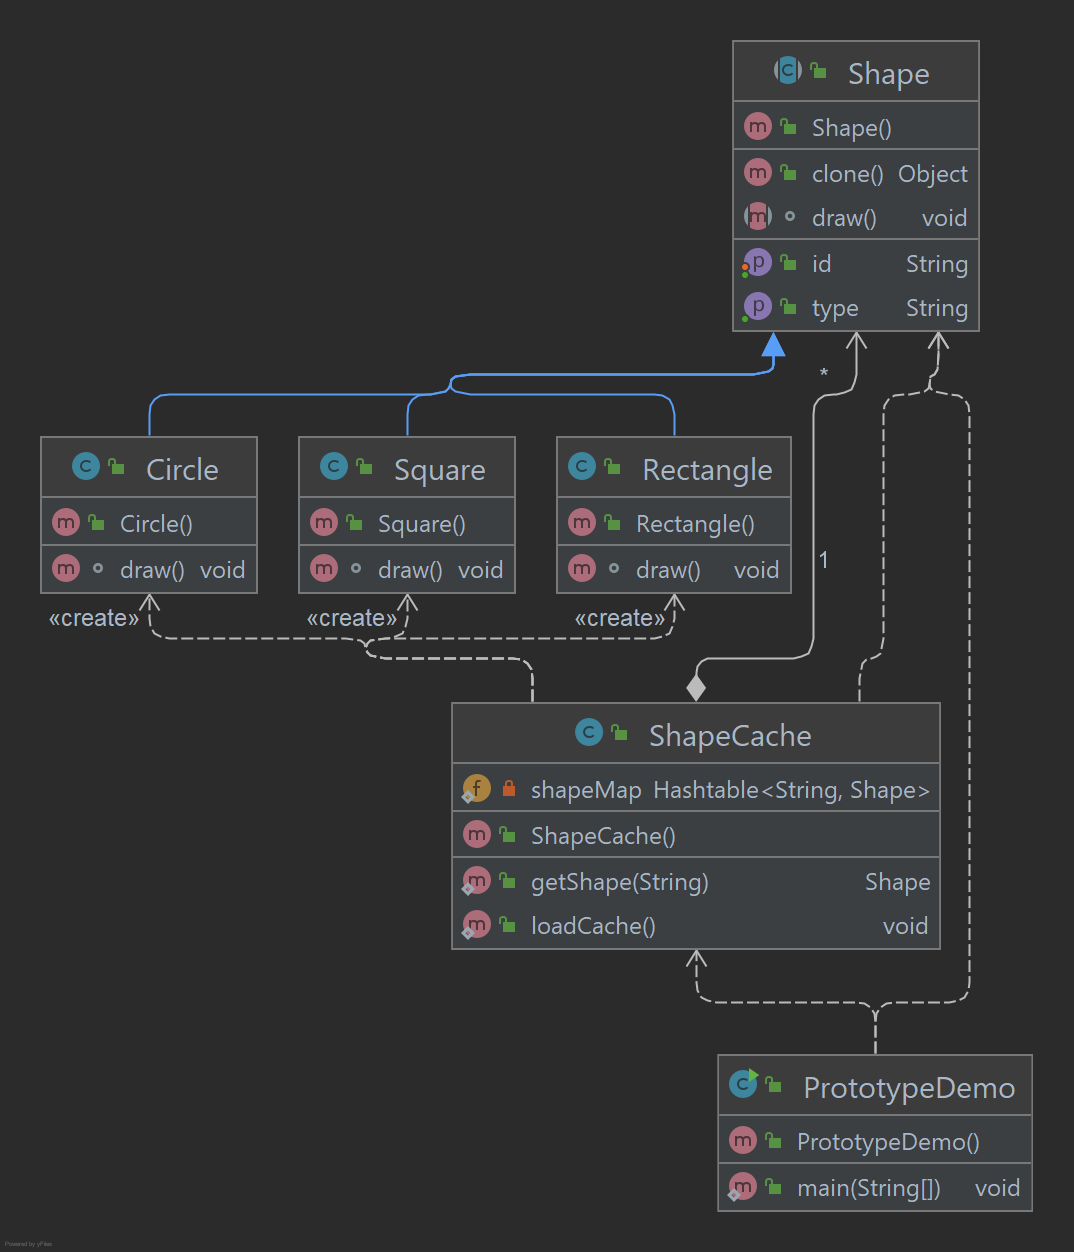 Shape
Shape()
clone() Object
draw() void
id String
type String
*
Circle
Circle()
draw() void
Square
Square()
draw() void
Rectangle
Rectangle()
draw() void
1
«create»
«create»
«create»
ShapeCache
shapeMap Hashtable<String, Shape>
ShapeCache()
getShape(String) Shape
loadCache() void
PrototypeDemo
PrototypeDemo()
main(String[]) void
Powered by yFiles